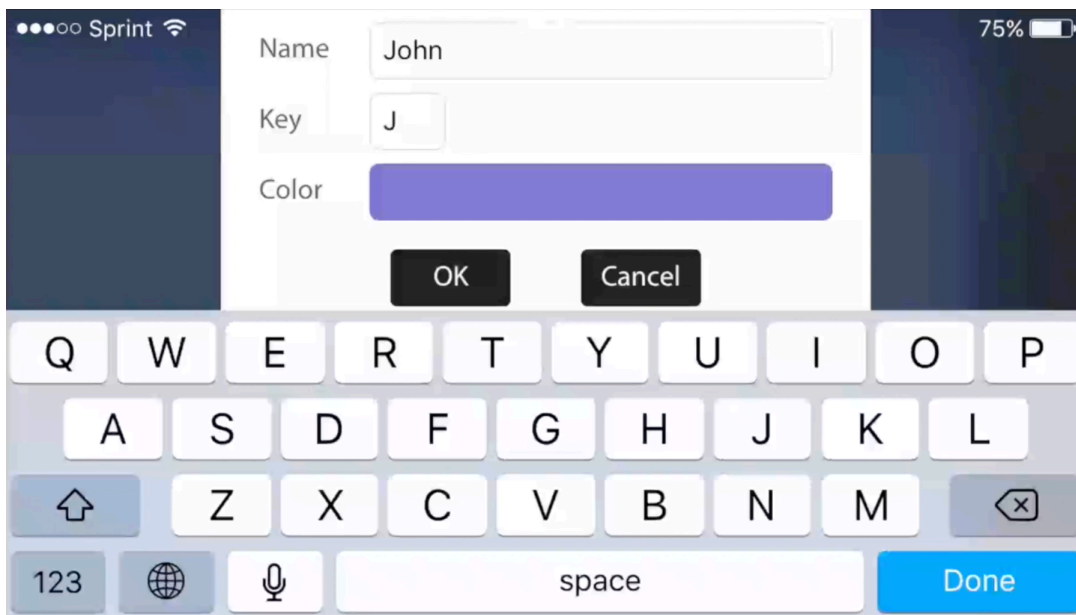 Sprint 75%
Name John
Key J
Color
OK Cancel
Q W E R T Y U I O P
A S D F G H J K L
Z X C V B N M
123 space Done